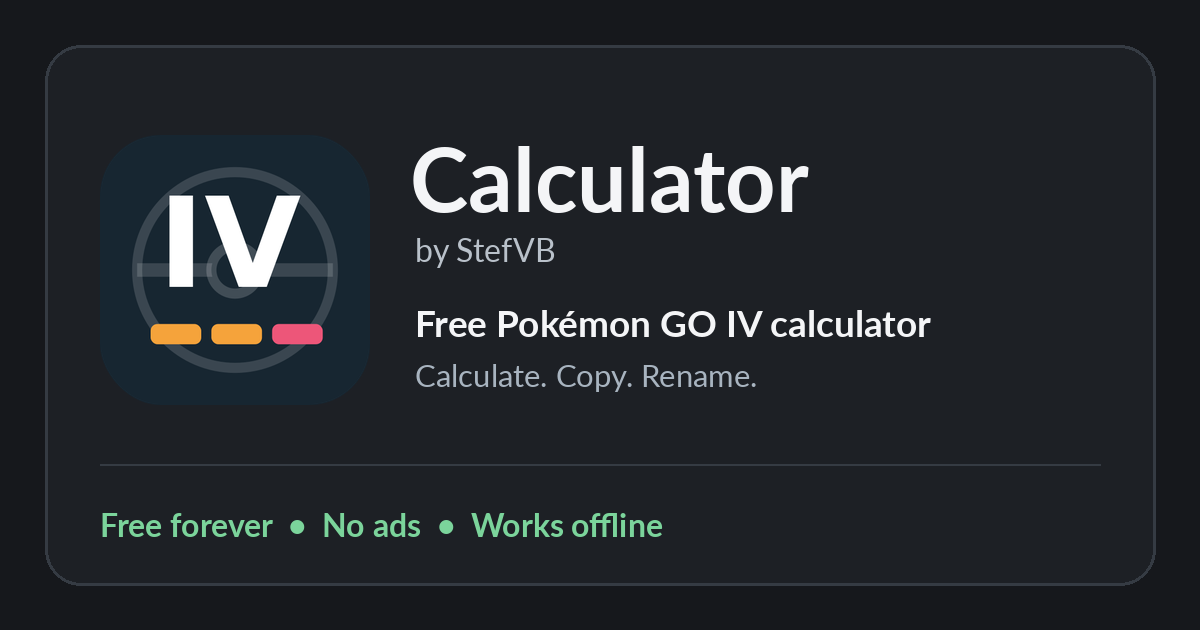 IV
Calculator
by StefVB
Free Pokémon GO IV calculator
Calculate. Copy. Rename.
Free forever • No ads • Works offline